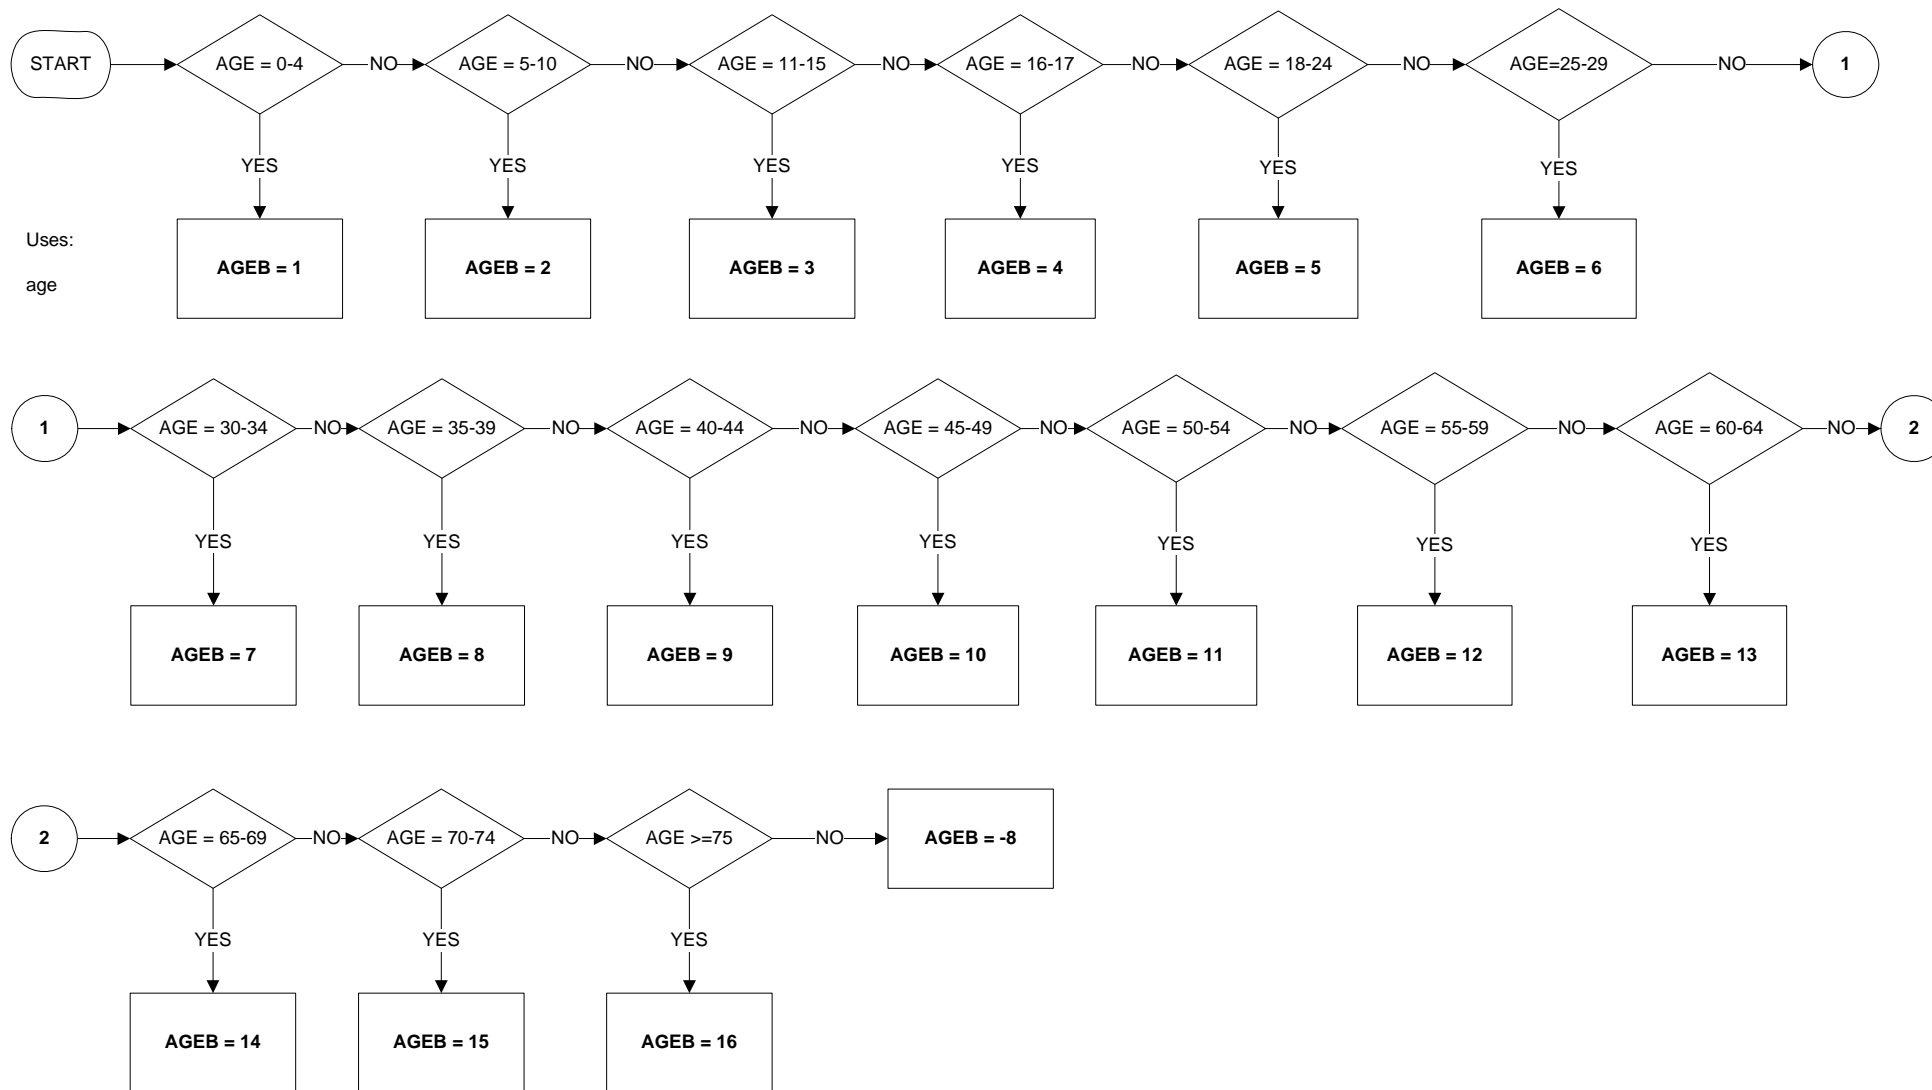 START
AGE = 0-4
NO
AGE = 5-10
NO
AGE = 11-15
NO
AGE = 16-17
NO
AGE = 18-24
NO
AGE=25-29
NO
1
YES
YES
YES
YES
YES
YES
Uses:
age
AGEB = 1
AGEB = 2
AGEB = 3
AGEB = 4
AGEB = 5
AGEB = 6
1
AGE = 30-34
NO
AGE = 35-39
NO
AGE = 40-44
NO
AGE = 45-49
NO
AGE = 50-54
NO
AGE = 55-59
NO
AGE = 60-64
NO
2
YES
YES
YES
YES
YES
YES
YES
AGEB = 7
AGEB = 8
AGEB = 9
AGEB = 10
AGEB = 11
AGEB = 12
AGEB = 13
2
AGE = 65-69
NO
AGE = 70-74
NO
AGE >=75
NO
AGEB = -8
YES
YES
YES
AGEB = 14
AGEB = 15
AGEB = 16